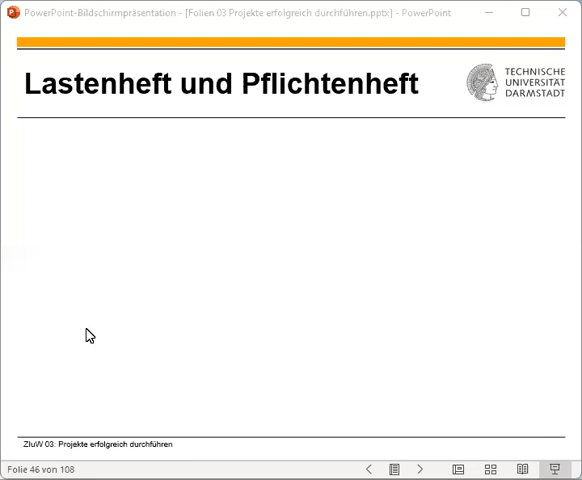 PowerPoint-Bildschirmpräsentation - [Folien 03 Projekte erfolgreich durchführen.pptx] - PowerPoint
Lastenheft und Pflichtenheft
TECHNISCHE
UNIVERSITÄT
DARMSTADT
ZIuW 03: Projekte erfolgreich durchführen
Folie 46 von 108